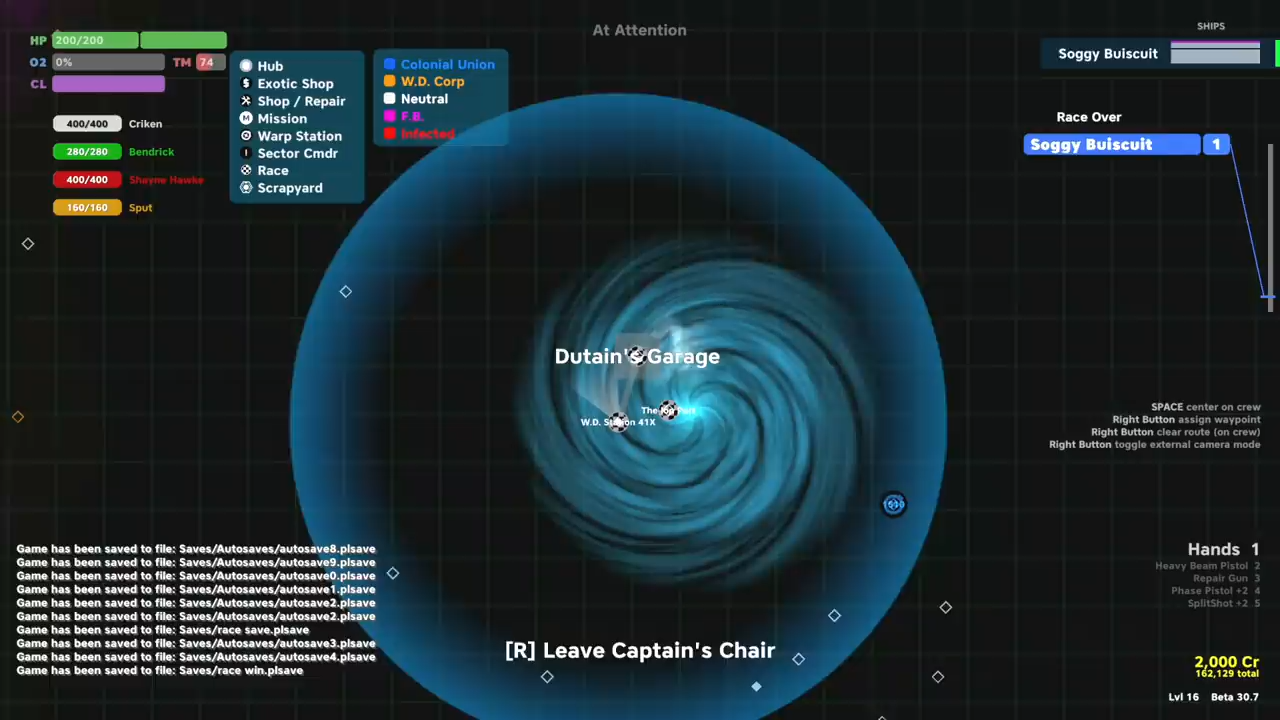 At Attention
HP 200/200
O2 0% TM 74
CL
400/400 Criken
280/280 Bendrick
400/400 Shayne Hawke
160/160 Sput
Hub
Exotic Shop
Shop / Repair
Mission
Warp Station
Sector Cmdr
Race
Scrapyard
Colonial Union
W.D. Corp
Neutral
F.B.
Infected
SHIPS
Soggy Buiscuit
Race Over
Soggy Buiscuit 1
Dutain's Garage
W.D. Station 41X
SPACE center on crew
Right Button assign waypoint
Right Button clear route (on crew)
Right Button toggle external camera mode
Game has been saved to file: Saves/Autosaves/autosave8.plsave
Game has been saved to file: Saves/Autosaves/autosave9.plsave
Game has been saved to file: Saves/Autosaves/autosave0.plsave
Game has been saved to file: Saves/Autosaves/autosave1.plsave
Game has been saved to file: Saves/Autosaves/autosave2.plsave
Game has been saved to file: Saves/Autosaves/autosave2.plsave
Game has been saved to file: Saves/race save.plsave
Game has been saved to file: Saves/Autosaves/autosave3.plsave
Game has been saved to file: Saves/Autosaves/autosave4.plsave
Game has been saved to file: Saves/race win.plsave
[R] Leave Captain's Chair
Hands 1
Heavy Beam Pistol 2
Repair Gun 3
Phase Pistol +2 4
SplitShot +2 5
2,000 Cr
162,129 total
Lvl 16 Beta 30.7